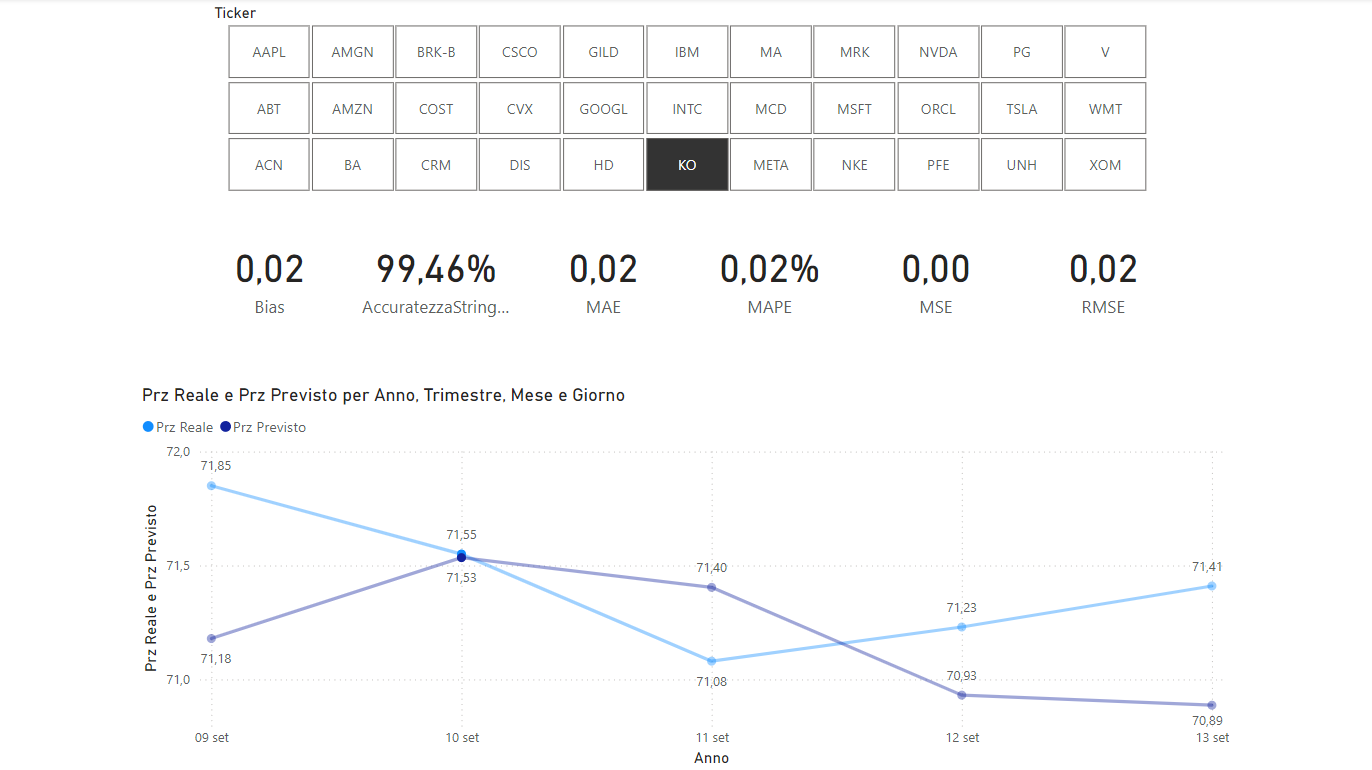 Ticker
AAPL AMGN BRK-B CSCO GILD IBM MA MRK NVDA PG V
ABT AMZN COST CVX GOOGL INTC MCD MSFT ORCL TSLA WMT
ACN BA CRM DIS HD KO META NKE PFE UNH XOM
0,02 99,46% 0,02 0,02% 0,00 0,02
Bias AccuratezzaString... MAE MAPE MSE RMSE
Prz Reale e Prz Previsto per Anno, Trimestre, Mese e Giorno
Prz Reale Prz Previsto
Prz Reale e Prz Previsto
72,0
71,85
71,55
71,53
71,5
71,40
71,41
71,23
71,18
71,08
71,0
70,93
70,89
09 set 10 set 11 set 12 set 13 set
Anno